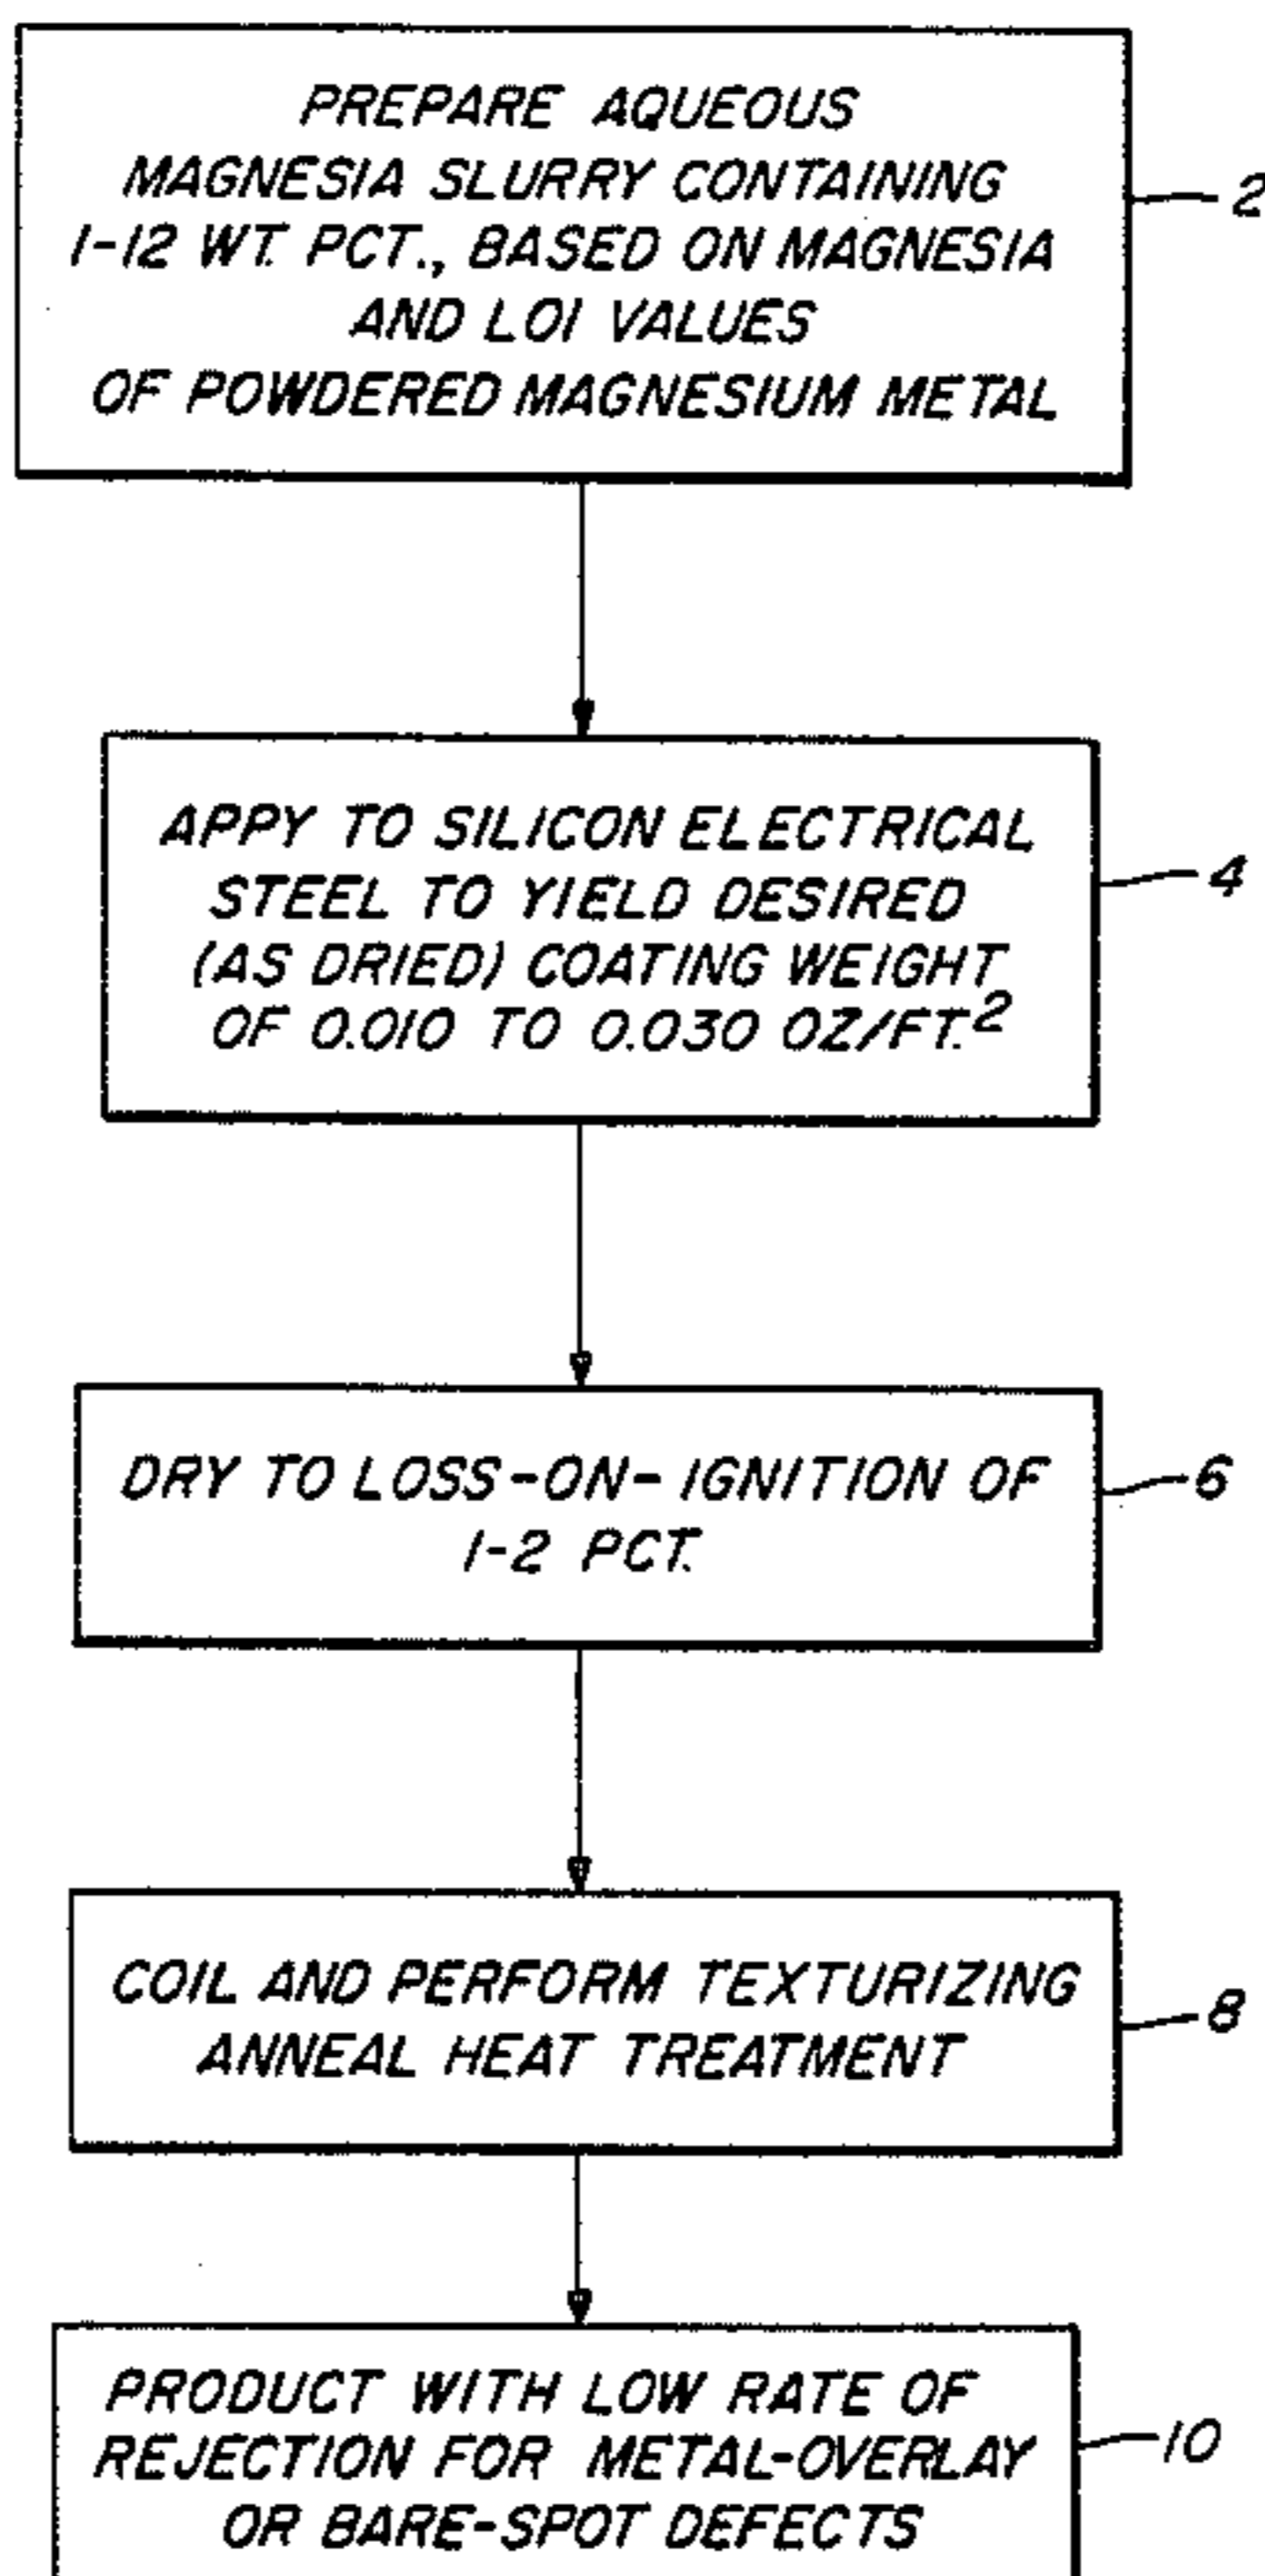 PREPARE AQUEOUS
MAGNESIA SLURRY CONTAINING
1-12 WT. PCT., BASED ON MAGNESIA
AND LOI VALUES
OF POWDERED MAGNESIUM METAL
2
APPY TO SILICON ELECTRICAL
STEEL TO YIELD DESIRED
(AS DRIED) COATING WEIGHT
OF 0.010 TO 0.030 OZ/FT.²
4
DRY TO LOSS-ON-IGNITION OF
1-2 PCT.
6
COIL AND PERFORM TEXTURIZING
ANNEAL HEAT TREATMENT
8
PRODUCT WITH LOW RATE OF
REJECTION FOR METAL-OVERLAY
OR BARE-SPOT DEFECTS
10